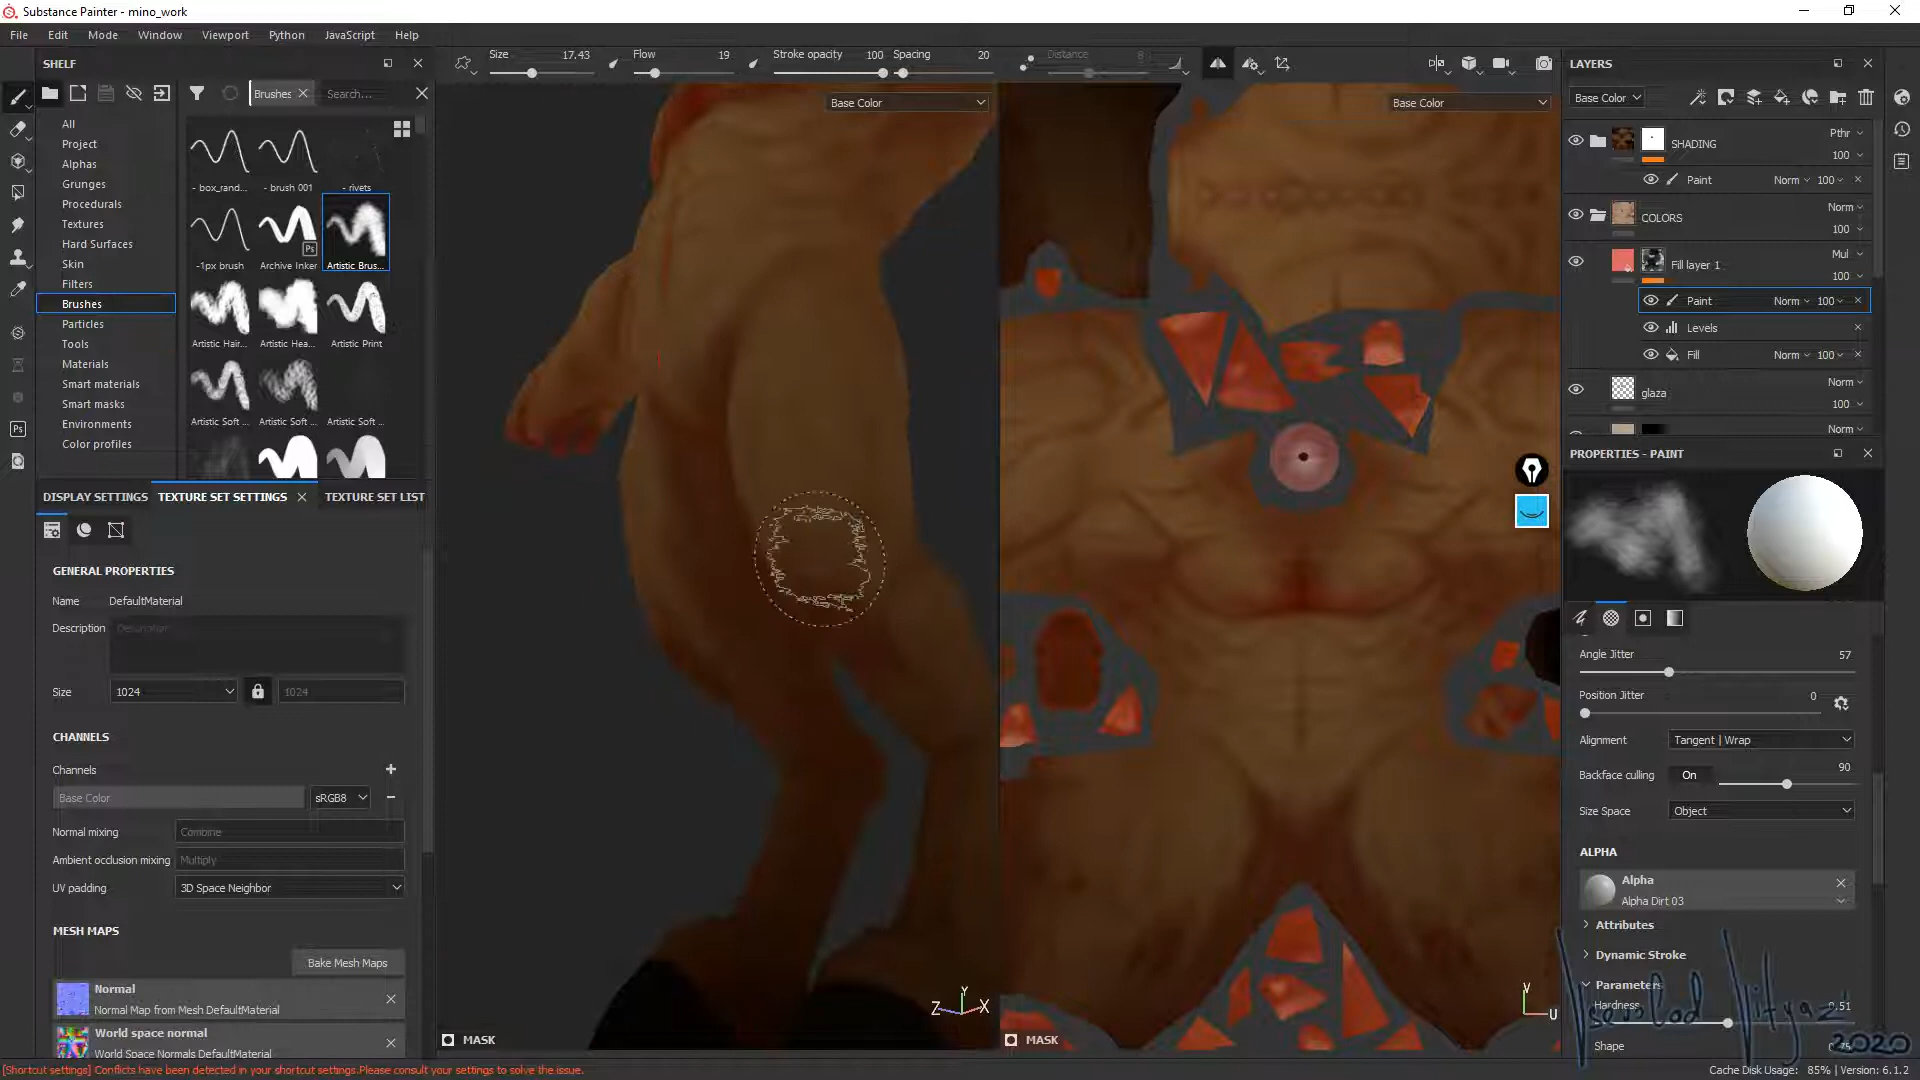 Substance Painter - mino_work
File Edit Mode Window Viewport Python JavaScript Help
SHELF
Brushes
Search...
All
Project
Alphas
Grunges
Procedurals
Textures
Hard Surfaces
Skin
Filters
Brushes
Particles
Tools
Materials
Smart materials
Smart masks
Environments
Color profiles
- box_rand...
- brush 001
- rivets
-1px brush
Archive Inker
Artistic Brus...
Ps
Artistic Hair...
Artistic Hea...
Artistic Print
Artistic Soft ...
Artistic Soft ...
Artistic Soft ...
Ps
DISPLAY SETTINGS
TEXTURE SET SETTINGS
TEXTURE SET LIST
GENERAL PROPERTIES
Name DefaultMaterial
Description Description
Size 1024 1024
CHANNELS
Channels
Base Color sRGB8
Normal mixing Combine
Ambient occlusion mixing Multiply
UV padding 3D Space Neighbor
MESH MAPS
Bake Mesh Maps
Normal
Normal Map from Mesh DefaultMaterial
World space normal
World Space Normals DefaultMaterial
[Shortcut settings] Conflicts have been detected in your shortcut settings.Please consult your settings to solve the issue.
Size 17.43
Flow 19
Stroke opacity 100
Spacing 20
Distance 8
Base Color
Base Color
Y
Z X
V
U
MASK
MASK
LAYERS
Base Color
SHADING Pthr 100
Paint Norm 100
COLORS Norm 100
Fill layer 1 Mul 100
Paint Norm 100
Levels
Fill Norm 100
glaza Norm 100
Norm
PROPERTIES - PAINT
Angle Jitter 57
Position Jitter 0
Alignment Tangent | Wrap
Backface culling On 90
Size Space Object
ALPHA
Alpha
Alpha Dirt 03
Attributes
Dynamic Stroke
Parameters
Hardness 0.51
Shape
Vsevolod Vityaz
2020
Cache Disk Usage: 85% | Version: 6.1.2